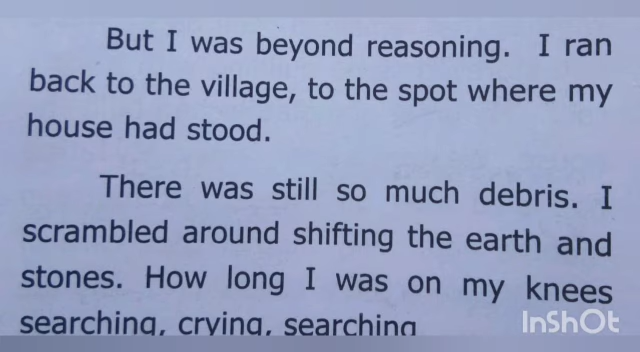 But I was beyond reasoning. I ran
back to the village, to the spot where my
house had stood.
There was still so much debris. I
scrambled around shifting the earth and
stones. How long I was on my knees
searching, crying, searching
InShOt